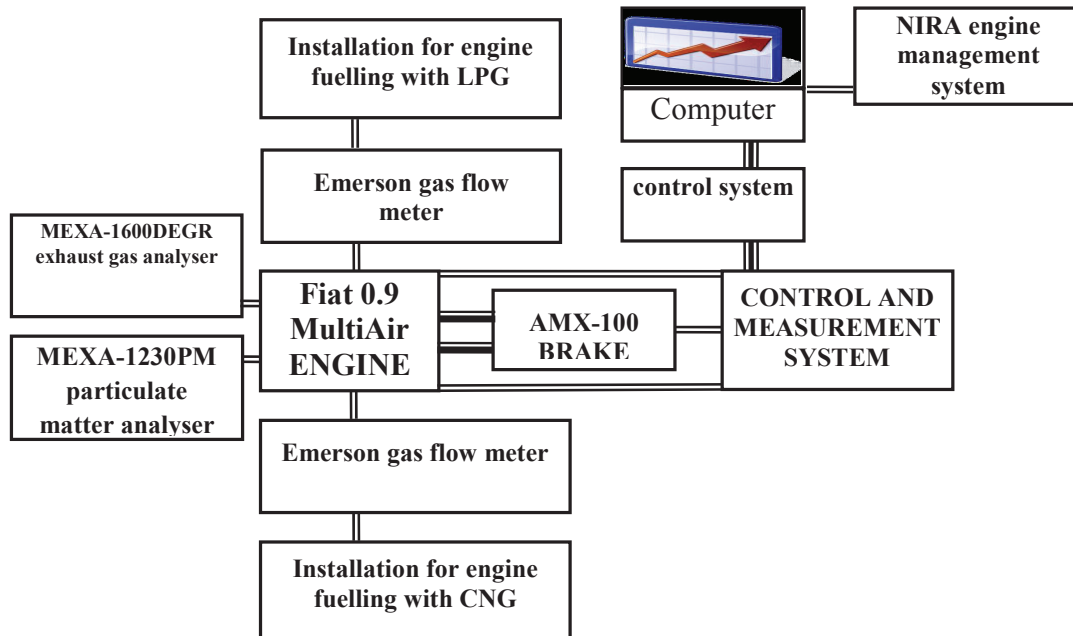 Installation for engine
fuelling with LPG
Computer
NIRA engine
management
system
Emerson gas flow
meter
control system
MEXA-1600DEGR
exhaust gas analyser
Fiat 0.9
MultiAir
ENGINE
AMX-100
BRAKE
CONTROL AND
MEASUREMENT
SYSTEM
MEXA-1230PM
particulate
matter analyser
Emerson gas flow meter
Installation for engine
fuelling with CNG